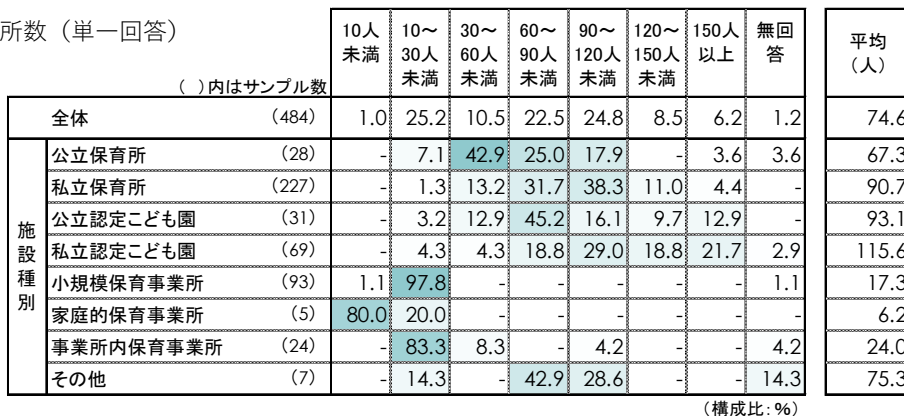 所数（単一回答）
10人未満 10～30人未満 30～60人未満 60～90人未満 90～120人未満 120～150人未満 150人以上 無回答 平均（人）
（ ）内はサンプル数
全体 (484) 1.0 25.2 10.5 22.5 24.8 8.5 6.2 1.2 74.6
施設種別
公立保育所 (28) - 7.1 42.9 25.0 17.9 - 3.6 3.6 67.3
私立保育所 (227) - 1.3 13.2 31.7 38.3 11.0 4.4 - 90.7
公立認定こども園 (31) - 3.2 12.9 45.2 16.1 9.7 12.9 - 93.1
私立認定こども園 (69) - 4.3 4.3 18.8 29.0 18.8 21.7 2.9 115.6
小規模保育事業所 (93) 1.1 97.8 - - - - - 1.1 17.3
家庭的保育事業所 (5) 80.0 20.0 - - - - - - 6.2
事業所内保育事業所 (24) - 83.3 8.3 - 4.2 - - 4.2 24.0
その他 (7) - 14.3 - 42.9 28.6 - - 14.3 75.3
（構成比：%）